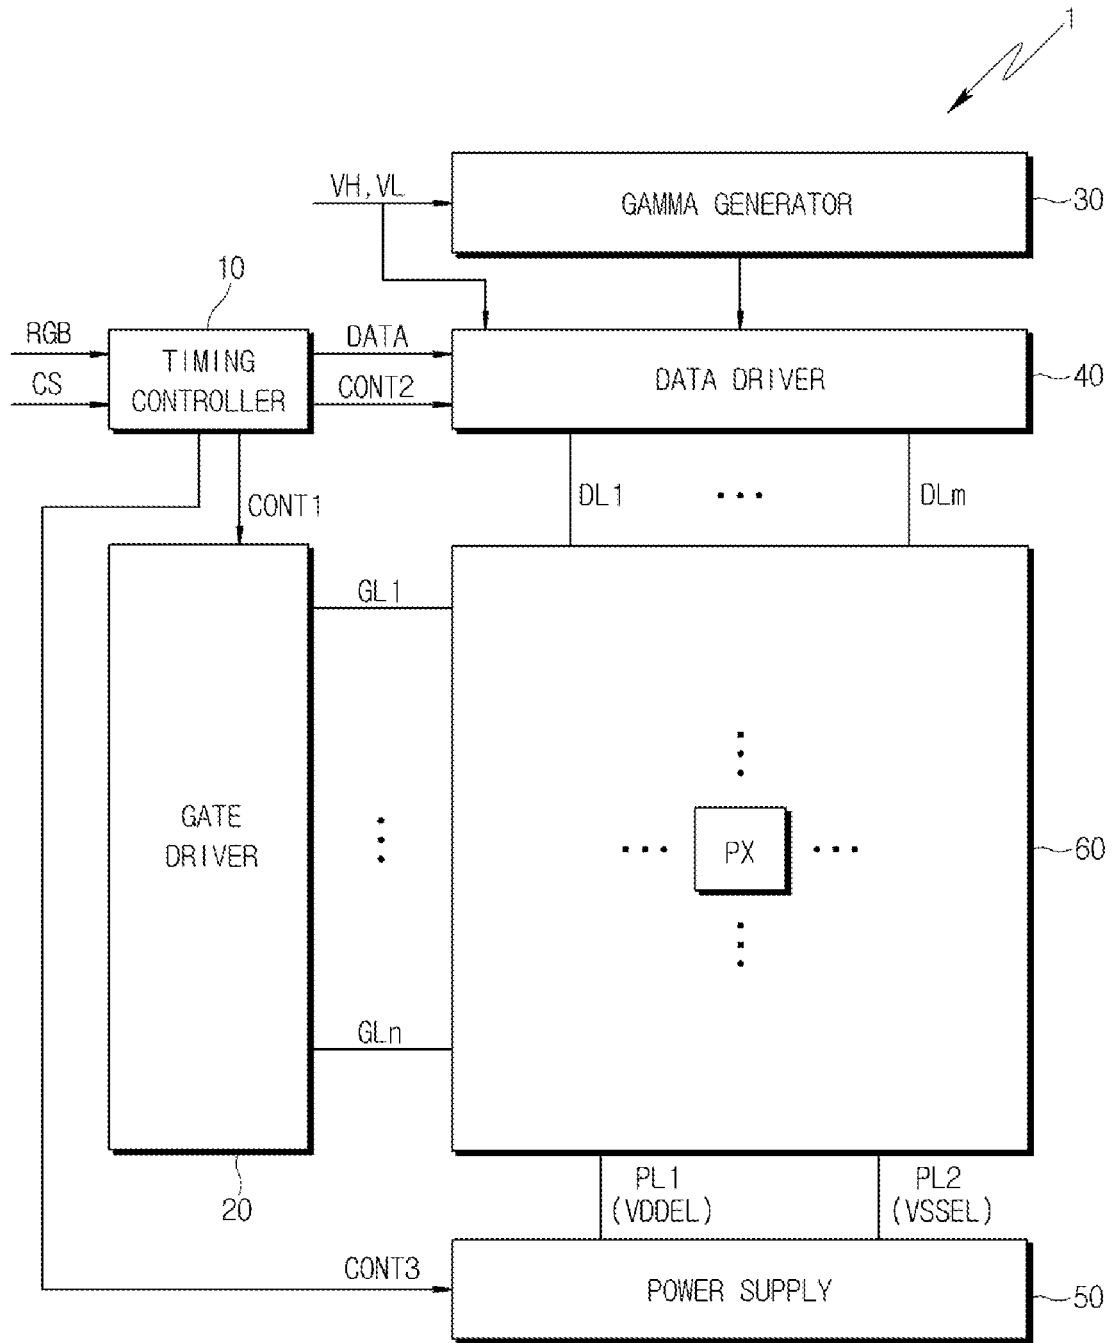 1
VH,VL
GAMMA GENERATOR
30
10
RGB
CS
TIMING
CONTROLLER
DATA
CONT2
DATA DRIVER
40
CONT1
DL1
DLm
GL1
GATE
DRIVER
PX
60
GLn
20
PL1
(VDDEL)
PL2
(VSSEL)
CONT3
POWER SUPPLY
50